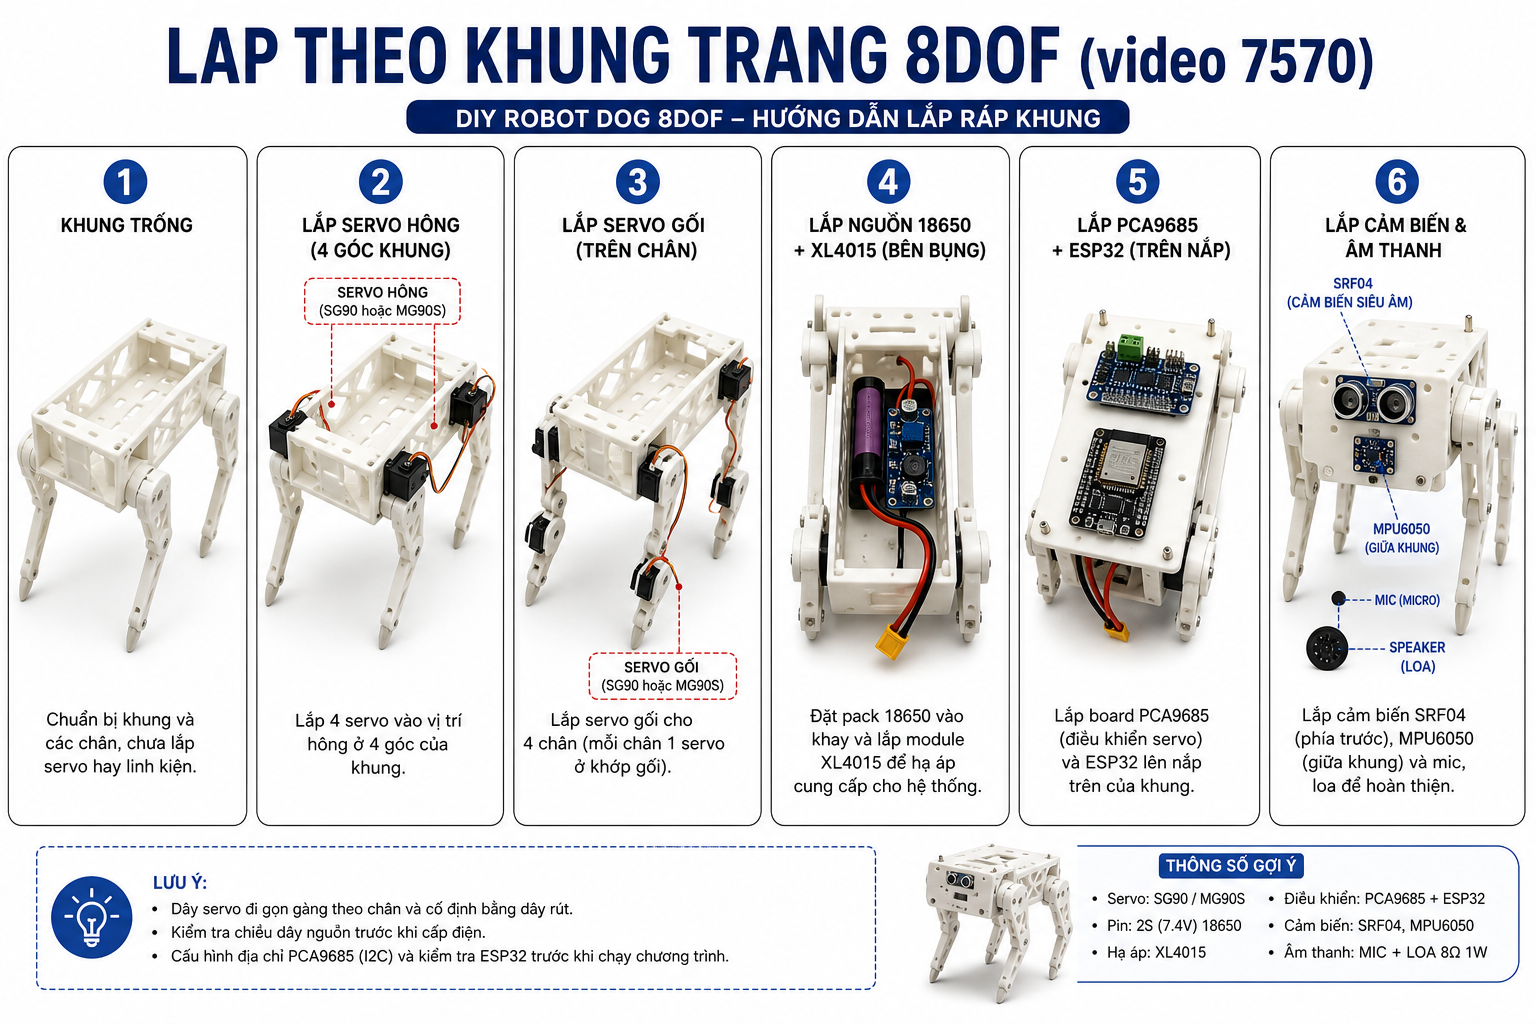 LAP THEO KHUNG TRANG 8DOF (video 7570)
DIY ROBOT DOG 8DOF – HƯỚNG DẪN LẮP RÁP KHUNG
1
KHUNG TRỐNG
Chuẩn bị khung và
các chân, chưa lắp
servo hay linh kiện.
2
LẮP SERVO HÔNG
(4 GÓC KHUNG)
SERVO HÔNG
(SG90 hoặc MG90S)
Lắp 4 servo vào vị trí
hông ở 4 góc của
khung.
3
LẮP SERVO GỐI
(TRÊN CHÂN)
SERVO GỐI
(SG90 hoặc MG90S)
Lắp servo gối cho
4 chân (mỗi chân 1 servo
ở khớp gối).
4
LẮP NGUỒN 18650
+ XL4015 (BÊN BỤNG)
Đặt pack 18650 vào
khay và lắp module
XL4015 để hạ áp
cung cấp cho hệ thống.
5
LẮP PCA9685
+ ESP32 (TRÊN NẮP)
Lắp board PCA9685
(điều khiển servo)
và ESP32 lên nắp
trên của khung.
6
LẮP CẢM BIẾN &
ÂM THANH
SRF04
(CẢM BIẾN SIÊU ÂM)
MPU6050
(GIỮA KHUNG)
MIC (MICRO)
SPEAKER
(LOA)
Lắp cảm biến SRF04
(phía trước), MPU6050
(giữa khung) và mic,
loa để hoàn thiện.
LƯU Ý:
• Dây servo đi gọn gàng theo chân và cố định bằng dây rút.
• Kiểm tra chiều dây nguồn trước khi cấp điện.
• Cấu hình địa chỉ PCA9685 (I2C) và kiểm tra ESP32 trước khi chạy chương trình.
THÔNG SỐ GỢI Ý
• Servo: SG90 / MG90S
• Pin: 2S (7.4V) 18650
• Hạ áp: XL4015
• Điều khiển: PCA9685 + ESP32
• Cảm biến: SRF04, MPU6050
• Âm thanh: MIC + LOA 8Ω 1W